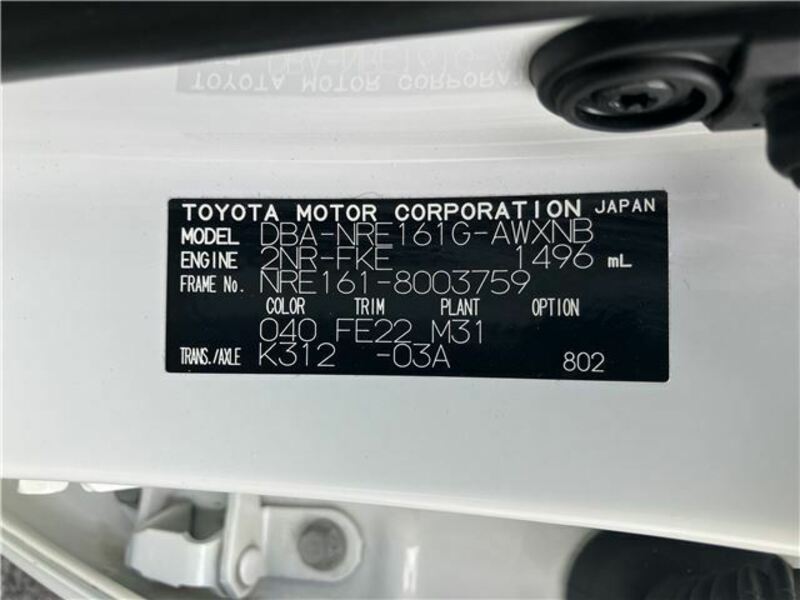 TOYOTA MOTOR CORPORATION JAPAN
MODEL DBA-NRE161G-AWXNB
ENGINE 2NR-FKE 1496 mL
FRAME No. NRE161-8003759
COLOR TRIM PLANT OPTION
040 FE22 M31
TRANS./AXLE K312 -03A 802